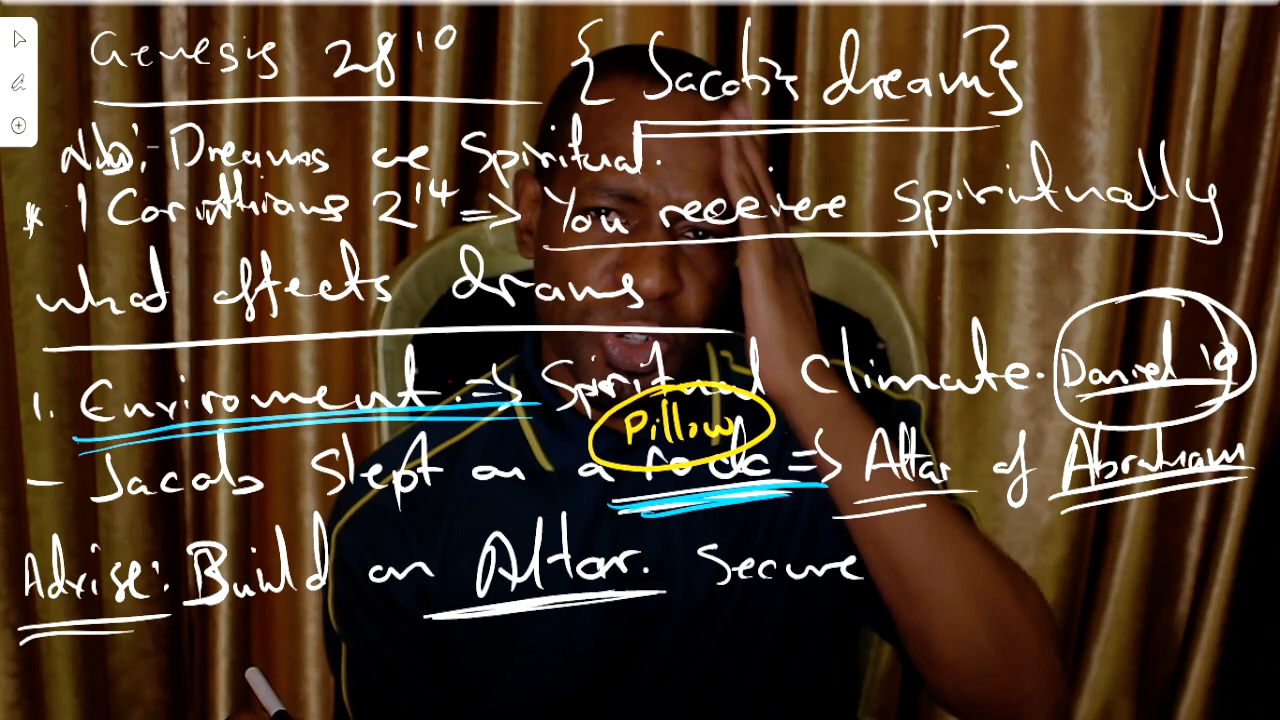 Genesis 28¹⁰ {Jacob's dream}
Nb:- Dreams are Spiritual.
* 1 Corinthians 2¹⁴ => You receive spiritually
what affects drams
1. Enviroment. => Spiritual Climate. Daniel 10
Pillow
- Jacob Slept on a rock => Altar of Abraham
Advise: Build an Altar. Secure